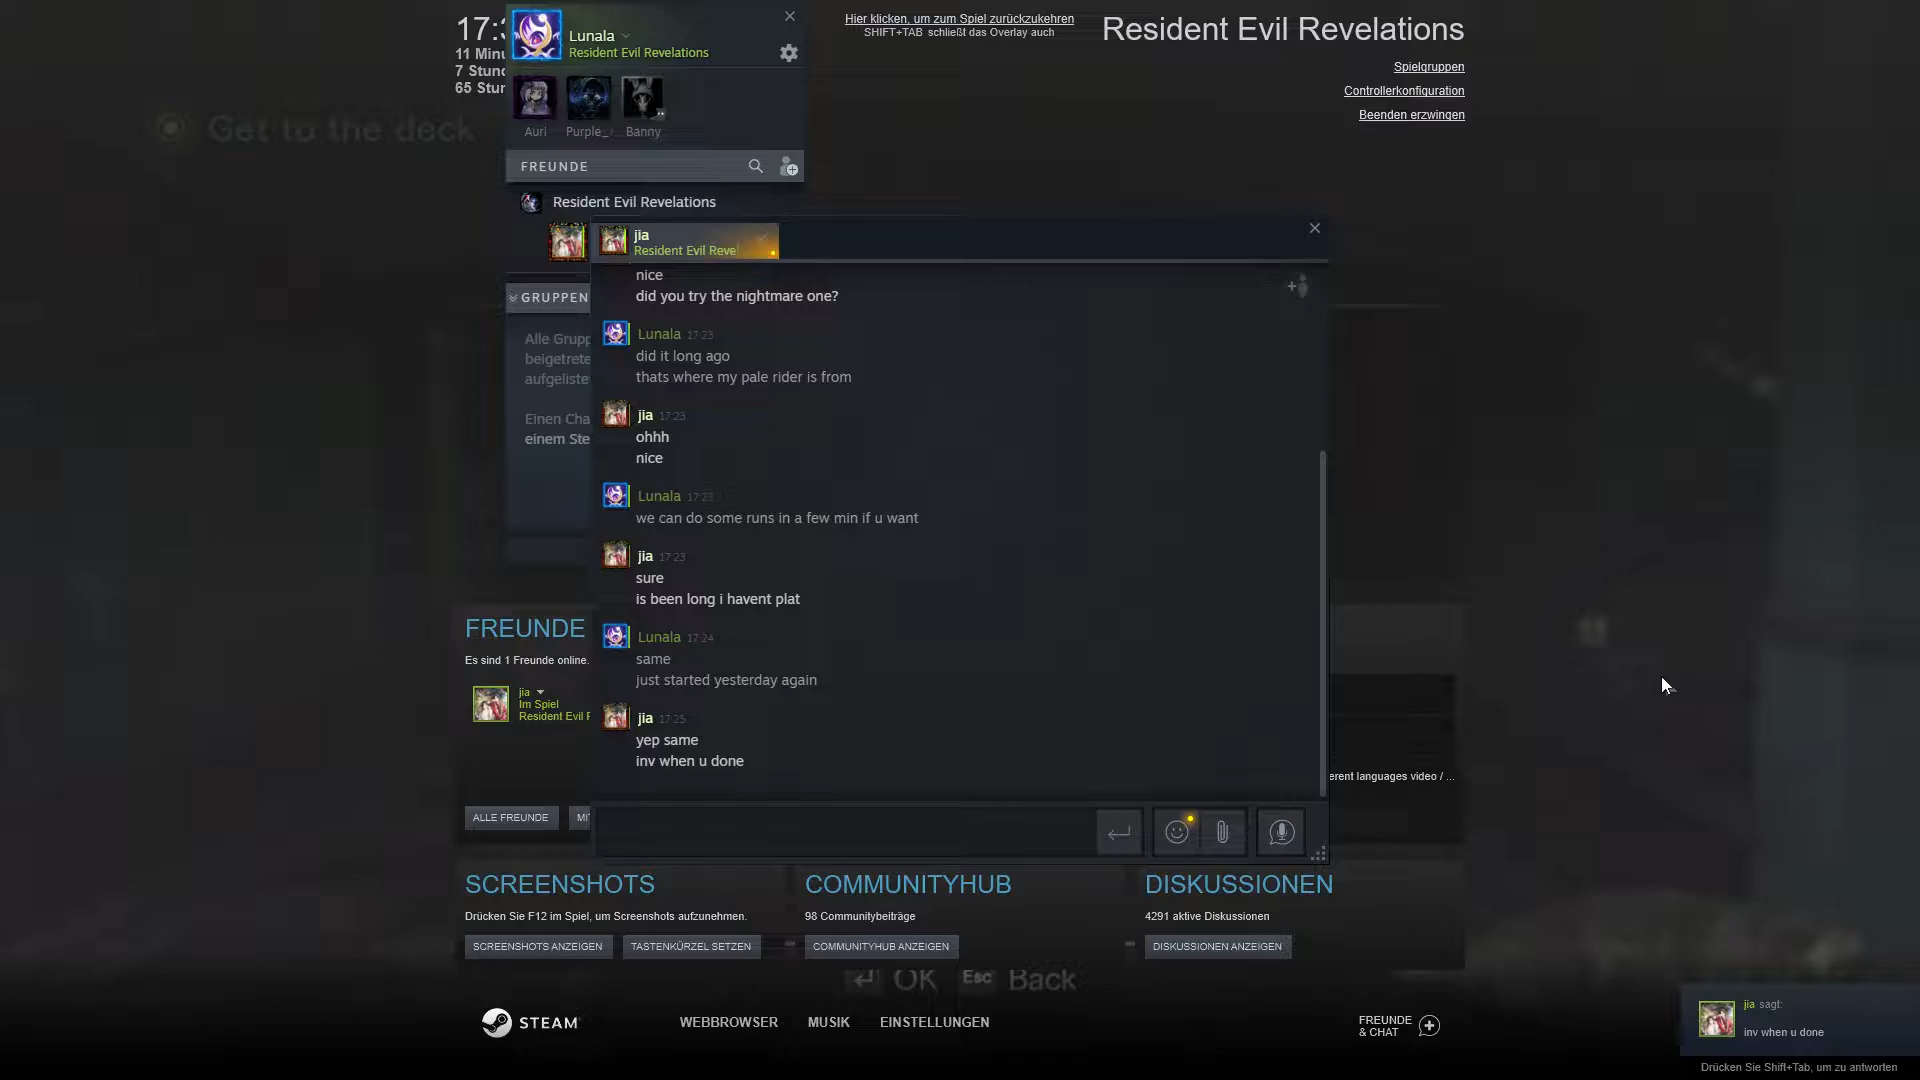 17:3
11 Minu
7 Stund
65 Stur
Lunala
Resident Evil Revelations
Hier klicken, um zum Spiel zurückzukehren
SHIFT+TAB schließt das Overlay auch
Resident Evil Revelations
Spielgruppen
Controllerkonfiguration
Beenden erzwingen
Get to the deck
Auri
Purple_
Banny
FREUNDE
Resident Evil Revelations
jia
Resident Evil Revel
GRUPPEN
Alle Grupp
beigetrete
aufgeliste
Einen Cha
einem Ste
nice
did you try the nightmare one?
Lunala 17:23
did it long ago
thats where my pale rider is from
jia 17:23
ohhh
nice
Lunala 17:23
we can do some runs in a few min if u want
jia 17:23
sure
is been long i havent plat
Lunala 17:24
same
just started yesterday again
jia 17:25
yep same
inv when u done
FREUNDE
Es sind 1 Freunde online.
jia
Im Spiel
Resident Evil R
ALLE FREUNDE
MIT
erent languages video / ...
SCREENSHOTS
Drücken Sie F12 im Spiel, um Screenshots aufzunehmen.
SCREENSHOTS ANZEIGEN
TASTENKÜRZEL SETZEN
COMMUNITYHUB
98 Communitybeiträge
COMMUNITYHUB ANZEIGEN
DISKUSSIONEN
4291 aktive Diskussionen
DISKUSSIONEN ANZEIGEN
OK
Esc Back
STEAM
WEBBROWSER
MUSIK
EINSTELLUNGEN
FREUNDE
& CHAT
jia sagt:
inv when u done
Drücken Sie Shift+Tab, um zu antworten